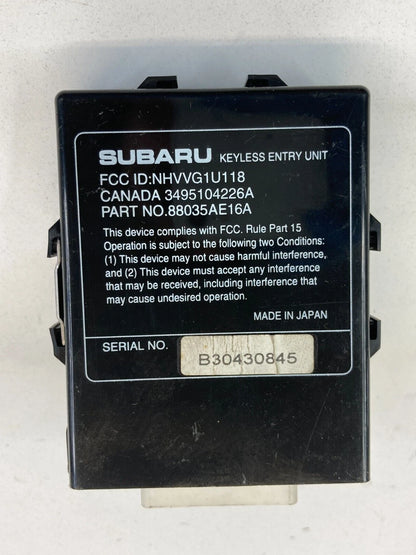 SUBARU KEYLESS ENTRY UNIT
FCC ID:NHVVG1U118
CANADA 3495104226A
PART NO.88035AE16A
This device complies with FCC. Rule Part 15
Operation is subject to the following two Conditions:
(1) This device may not cause harmful interference,
and (2) This device must accept any interference
that may be received, including interference that
may cause undesired operation.
MADE IN JAPAN
SERIAL NO. B30430845